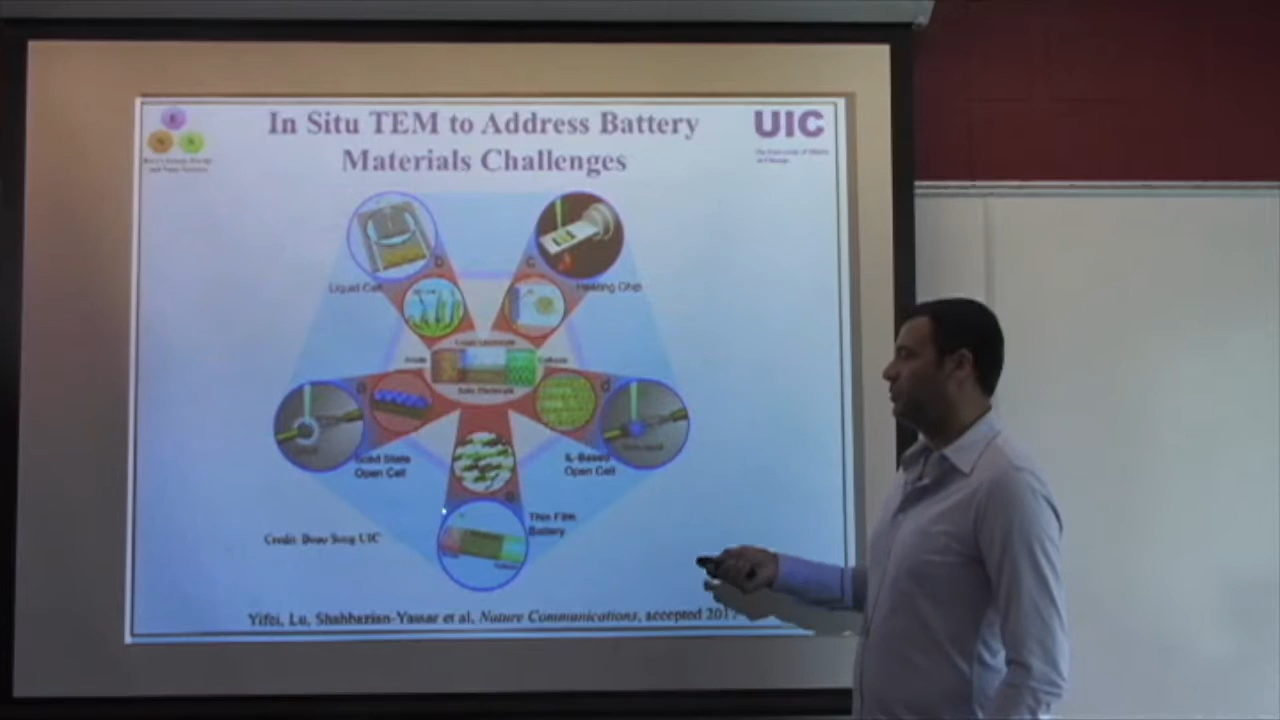 In Situ TEM to Address Battery
Materials Challenges
UIC
b
c
Liquid Cell
Heating Chip
Cathode
a
d
Solid State
Open Cell
IL-Based
Open Cell
e
Thin Film
Battery
Credit: Song UIC
Yifei, Lu, Shahbazian-Yassar et al, Nature Communications, accepted 2017